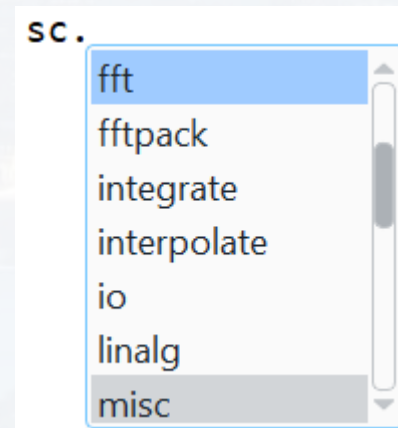 sc.
fft
fftpack
integrate
interpolate
io
linalg
misc